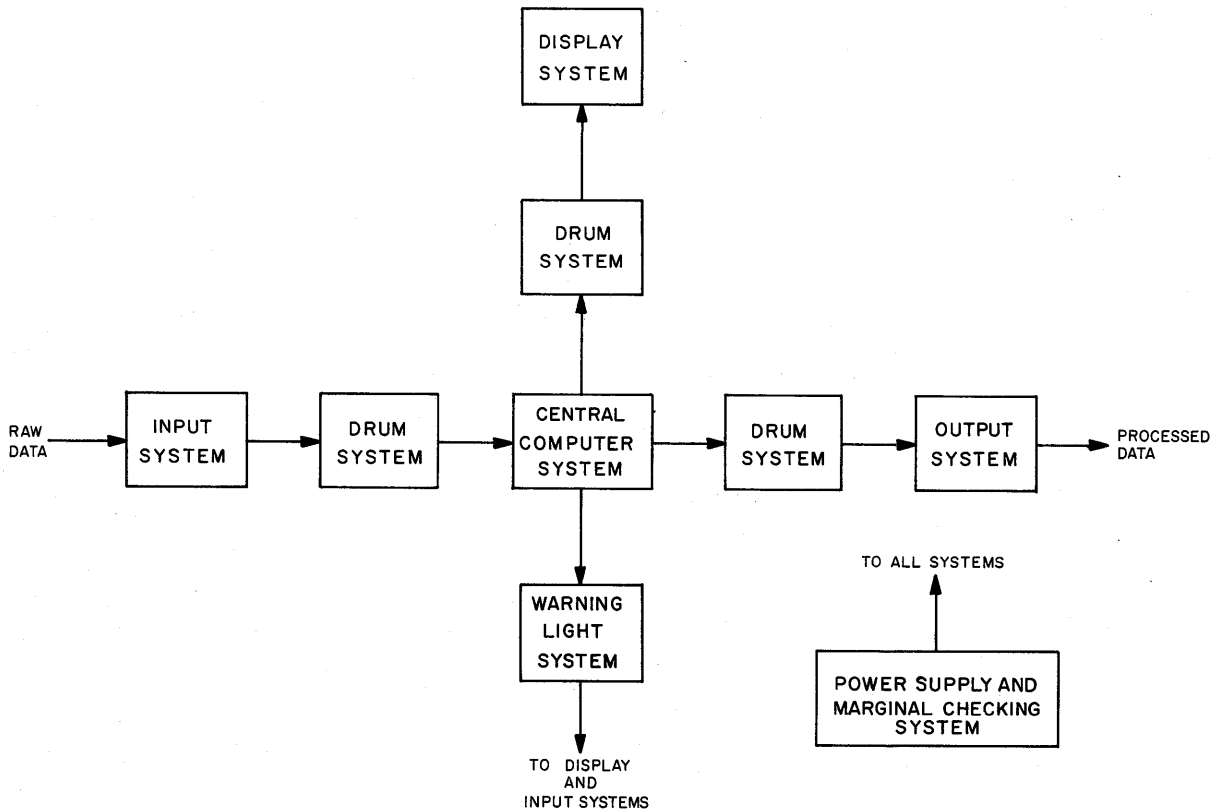 DISPLAY
SYSTEM
DRUM
SYSTEM
RAW
DATA
INPUT
SYSTEM
DRUM
SYSTEM
CENTRAL
COMPUTER
SYSTEM
DRUM
SYSTEM
OUTPUT
SYSTEM
PROCESSED
DATA
WARNING
LIGHT
SYSTEM
TO DISPLAY
AND
INPUT SYSTEMS
TO ALL SYSTEMS
POWER SUPPLY AND
MARGINAL CHECKING
SYSTEM